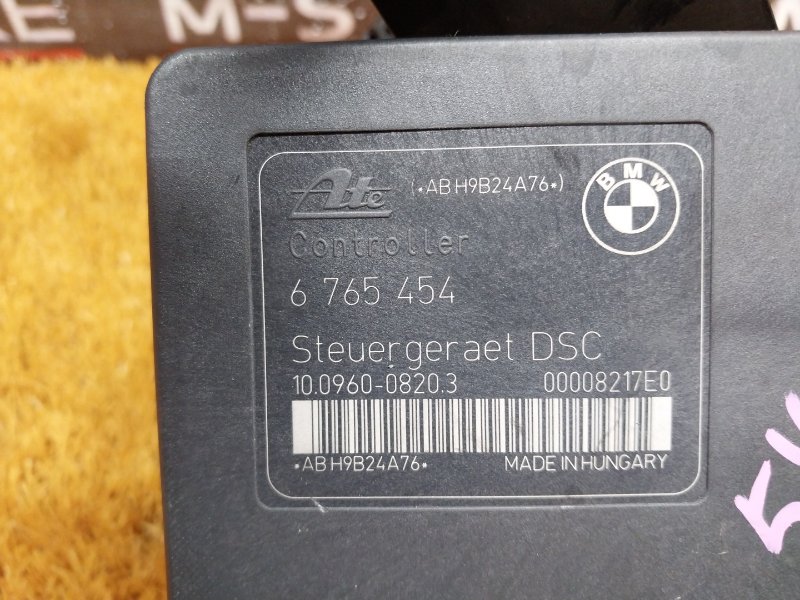 M-S
Ate (*AB H9B24A76*)
BMW
Controller
6 765 454
Steuergeraet DSC
10.0960-0820.3 00008217E0
*AB H9B24A76* MADE IN HUNGARY